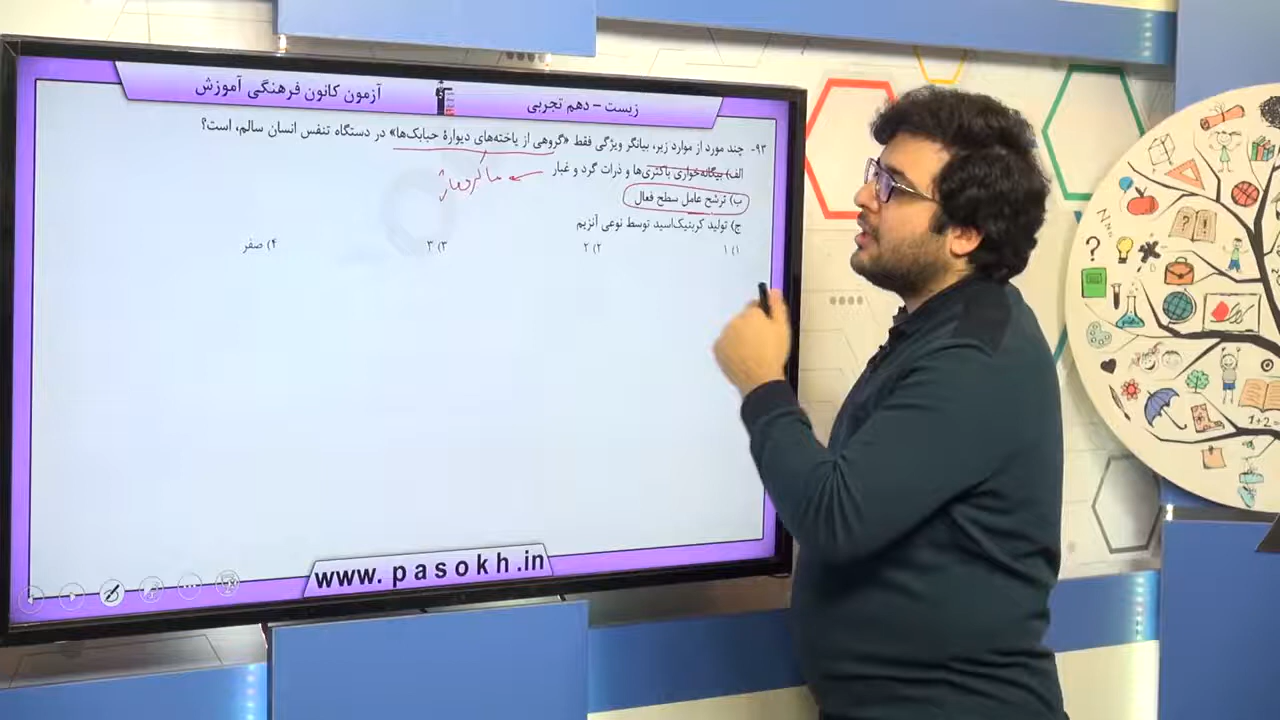 زیست - دهم تجربی
آزمون کانون فرهنگی آموزش
۹۳- چند مورد از موارد زیر، بیانگر ویژگی فقط «گروهی از یاخته‌های دیوارهٔ حبابک‌ها» در دستگاه تنفس انسان سالم، است؟
الف) بیگانه‌خواری باکتری‌ها و ذرات گرد و غبار
ب) ترشح عامل سطح فعال
ج) تولید کربنیک‌اسید توسط نوعی آنزیم
۱) ۱
۲) ۲
۳) ۳
۴) صفر
www. pasokh.in
1+2